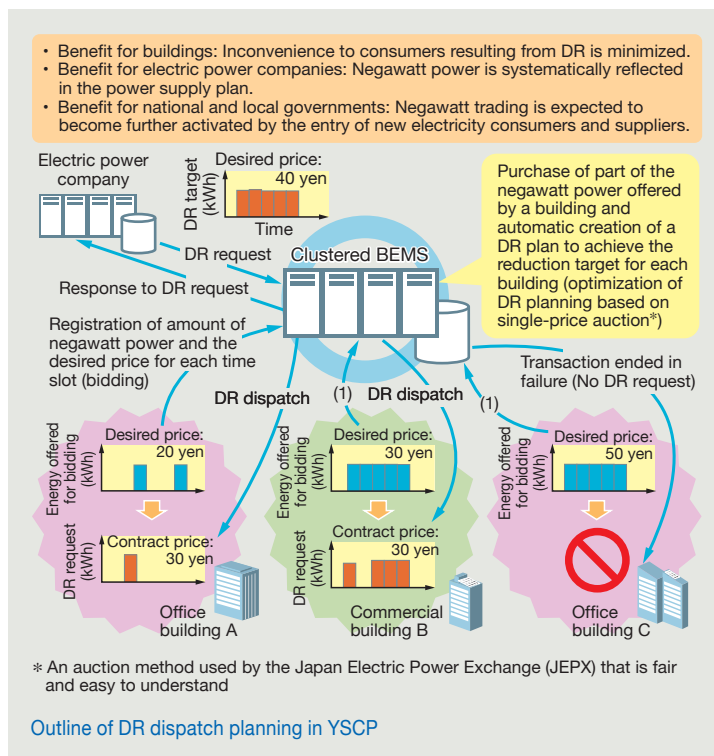 • Benefit for buildings: Inconvenience to consumers resulting from DR is minimized.
• Benefit for electric power companies: Negawatt power is systematically reflected
in the power supply plan.
• Benefit for national and local governments: Negawatt trading is expected to
become further activated by the entry of new electricity consumers and suppliers.
Electric power
company
Desired price:
40 yen
DR target
(kWh)
Time
Purchase of part of the
negawatt power offered
by a building and
automatic creation of a
DR plan to achieve the
reduction target for each
building (optimization of
DR planning based on
single-price auction*)
DR request
Clustered BEMS
Response to DR request
Registration of amount of
negawatt power and the
desired price for each time
slot (bidding)
DR dispatch
(1)
DR dispatch
(1)
Transaction ended in
failure (No DR request)
Energy offered
for bidding
(kWh)
Desired price:
20 yen
DR request
(kWh)
Contract price:
30 yen
Office
building A
Energy offered
for bidding
(kWh)
Desired price:
30 yen
DR request
(kWh)
Contract price:
30 yen
Commercial
building B
Energy offered
for bidding
(kWh)
Desired price:
50 yen
Office
building C
* An auction method used by the Japan Electric Power Exchange (JEPX) that is fair
and easy to understand
Outline of DR dispatch planning in YSCP